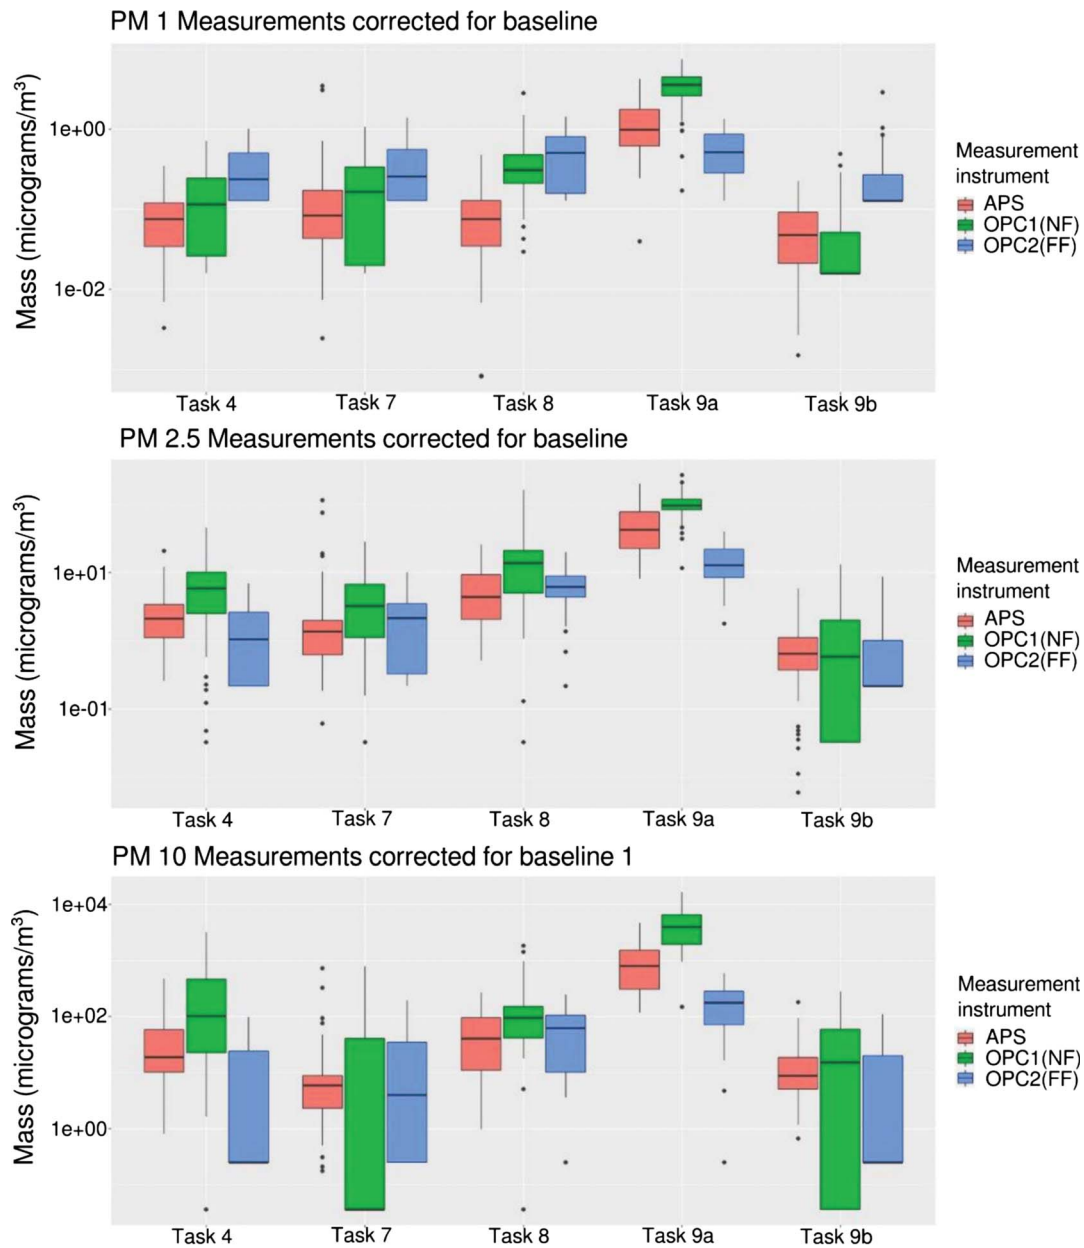 PM 1 Measurements corrected for baseline
Mass (micrograms/m³)
1e+00
1e-02
Task 4 Task 7 Task 8 Task 9a Task 9b
Measurement
instrument
APS
OPC1(NF)
OPC2(FF)
PM 2.5 Measurements corrected for baseline
Mass (micrograms/m³)
1e+01
1e-01
Task 4 Task 7 Task 8 Task 9a Task 9b
Measurement
instrument
APS
OPC1(NF)
OPC2(FF)
PM 10 Measurements corrected for baseline 1
Mass (micrograms/m³)
1e+04
1e+02
1e+00
Task 4 Task 7 Task 8 Task 9a Task 9b
Measurement
instrument
APS
OPC1(NF)
OPC2(FF)